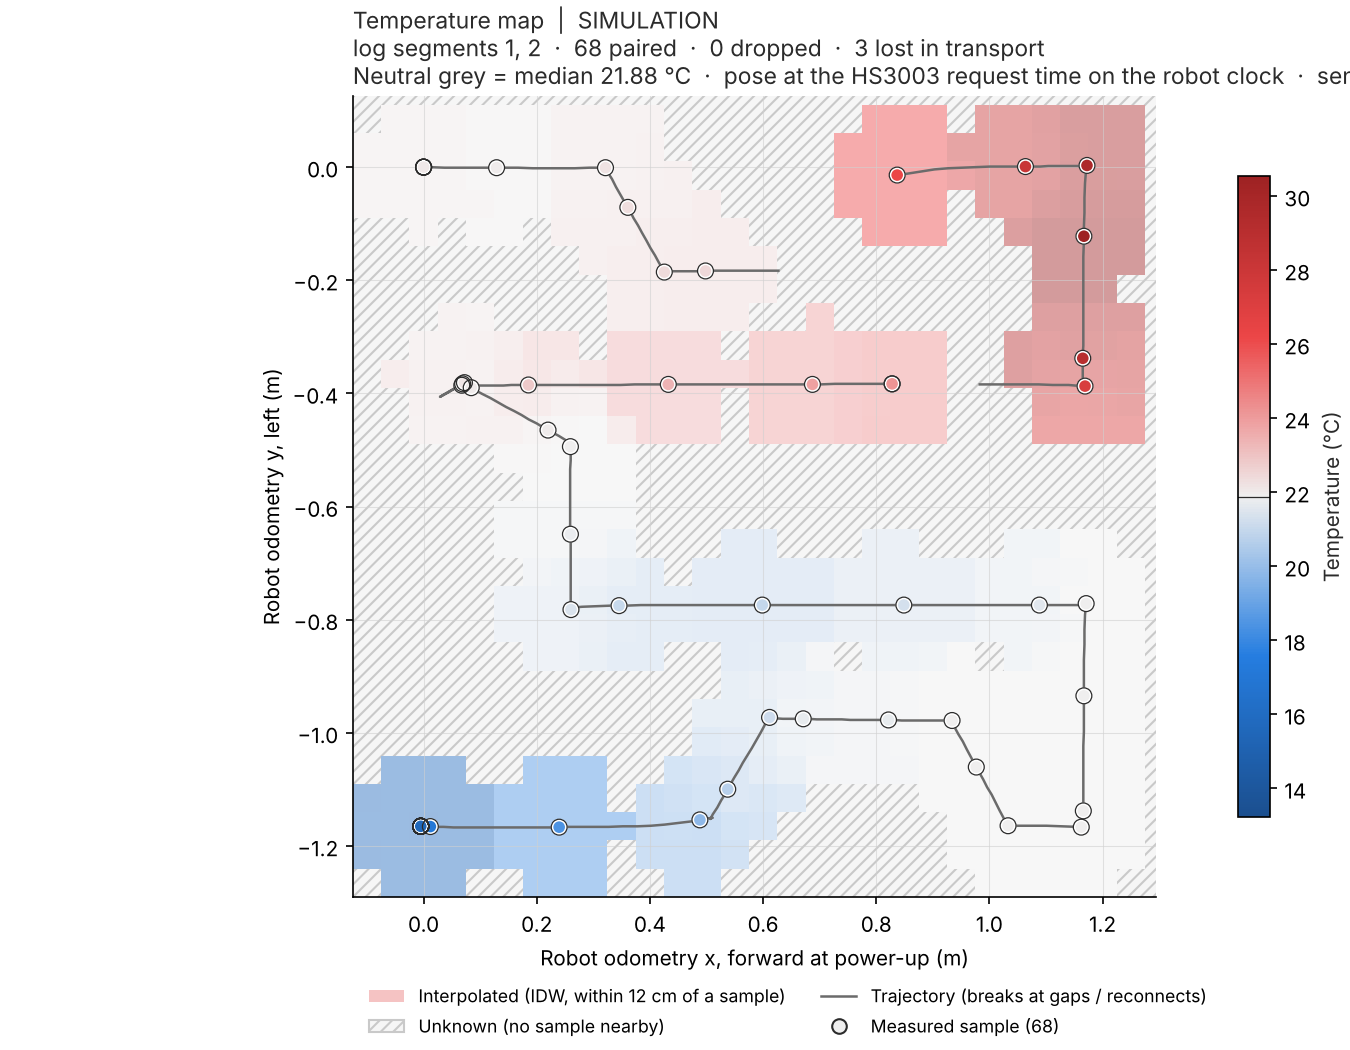 Temperature map | SIMULATION
log segments 1, 2 · 68 paired · 0 dropped · 3 lost in transport
Neutral grey = median 21.88 °C · pose at the HS3003 request time on the robot clock · ser
0.0
−0.2
−0.4
−0.6
−0.8
−1.0
−1.2
Robot odometry y, left (m)
0.0 0.2 0.4 0.6 0.8 1.0 1.2
Robot odometry x, forward at power-up (m)
30
28
26
24
22
20
18
16
14
Temperature (°C)
Interpolated (IDW, within 12 cm of a sample)
Unknown (no sample nearby)
Trajectory (breaks at gaps / reconnects)
Measured sample (68)